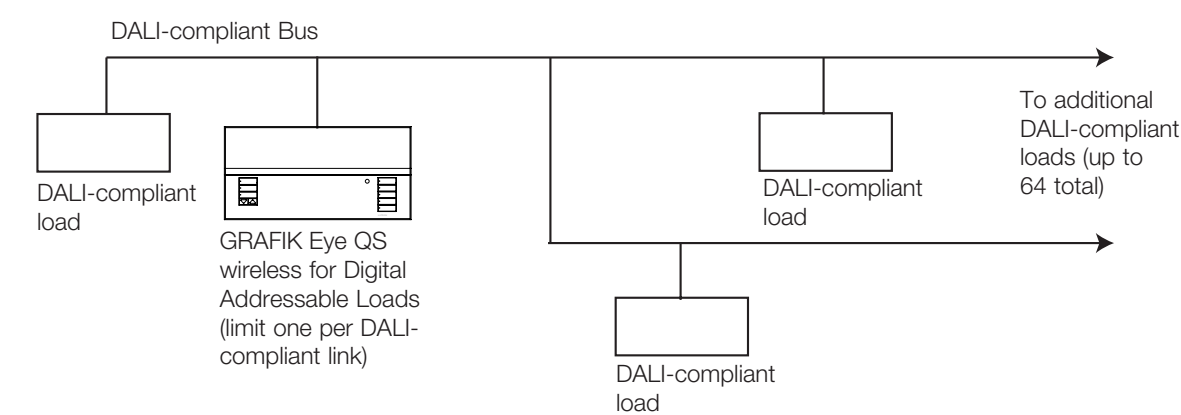 DALI-compliant Bus
DALI-compliant
load
GRAFIK Eye QS
wireless for Digital
Addressable Loads
(limit one per DALI-
compliant link)
DALI-compliant
load
To additional
DALI-compliant
loads (up to
64 total)
DALI-compliant
load